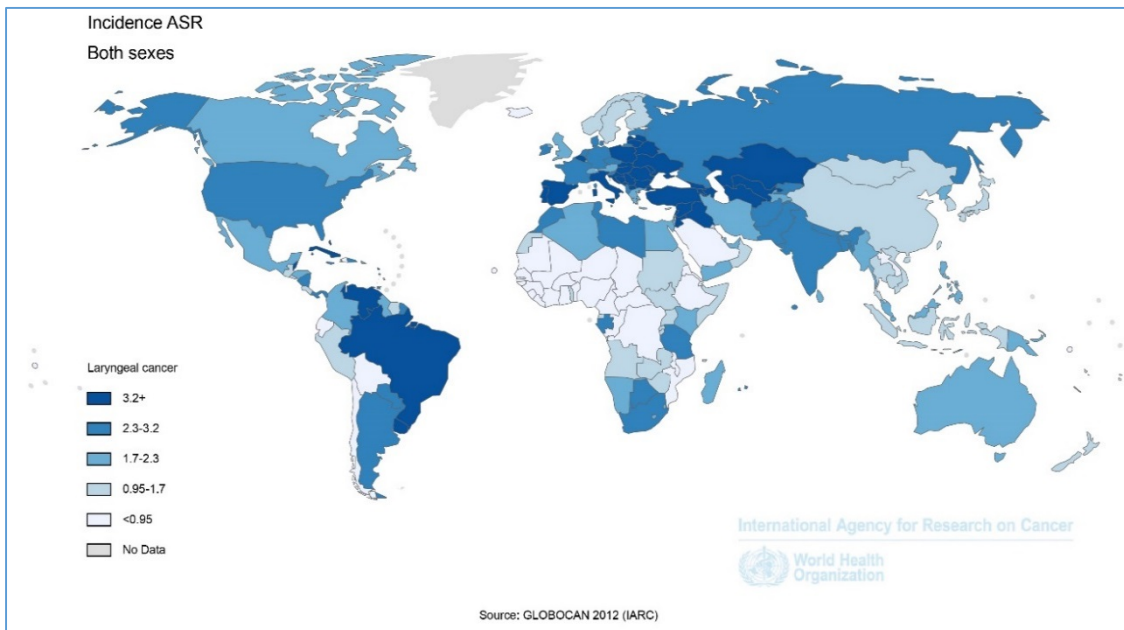 Incidence ASR
Both sexes
Laryngeal cancer
3.2+
2.3-3.2
1.7-2.3
0.95-1.7
<0.95
No Data
International Agency for Research on Cancer
World Health
Organization
Source: GLOBOCAN 2012 (IARC)